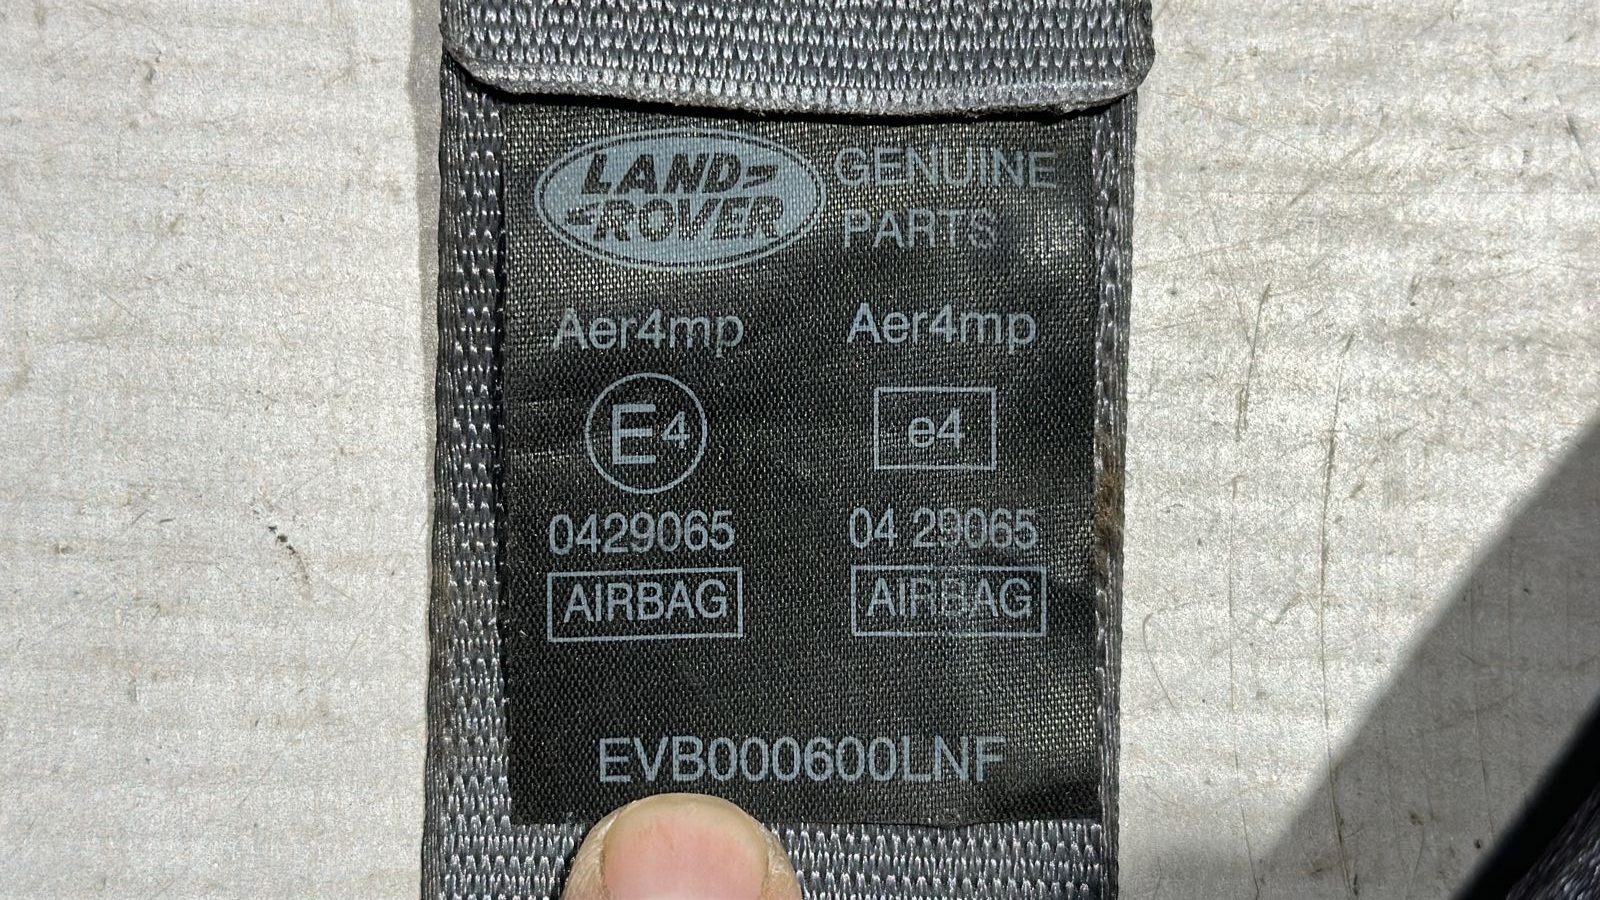 LAND ROVER GENUINE PARTS
Aer4mp Aer4mp
E4 e4
0429065 04 29065
AIRBAG AIRBAG
EVB000600LNF